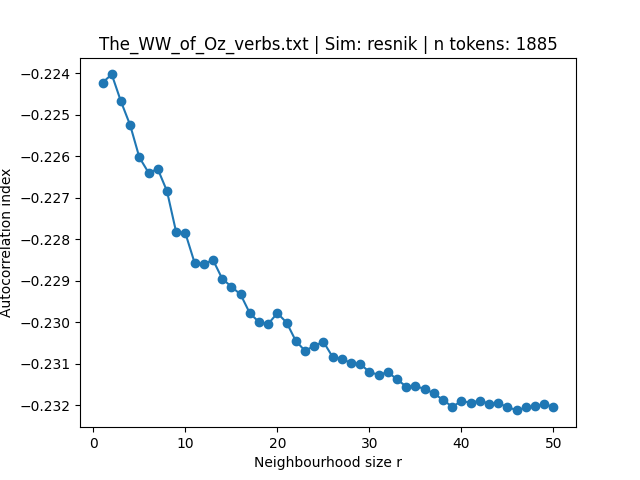 The_WW_of_Oz_verbs.txt | Sim: resnik | n tokens: 1885
−0.224
−0.225
−0.226
−0.227
−0.228
−0.229
−0.230
−0.231
−0.232
Autocorrelation index
0 10 20 30 40 50
Neighbourhood size r